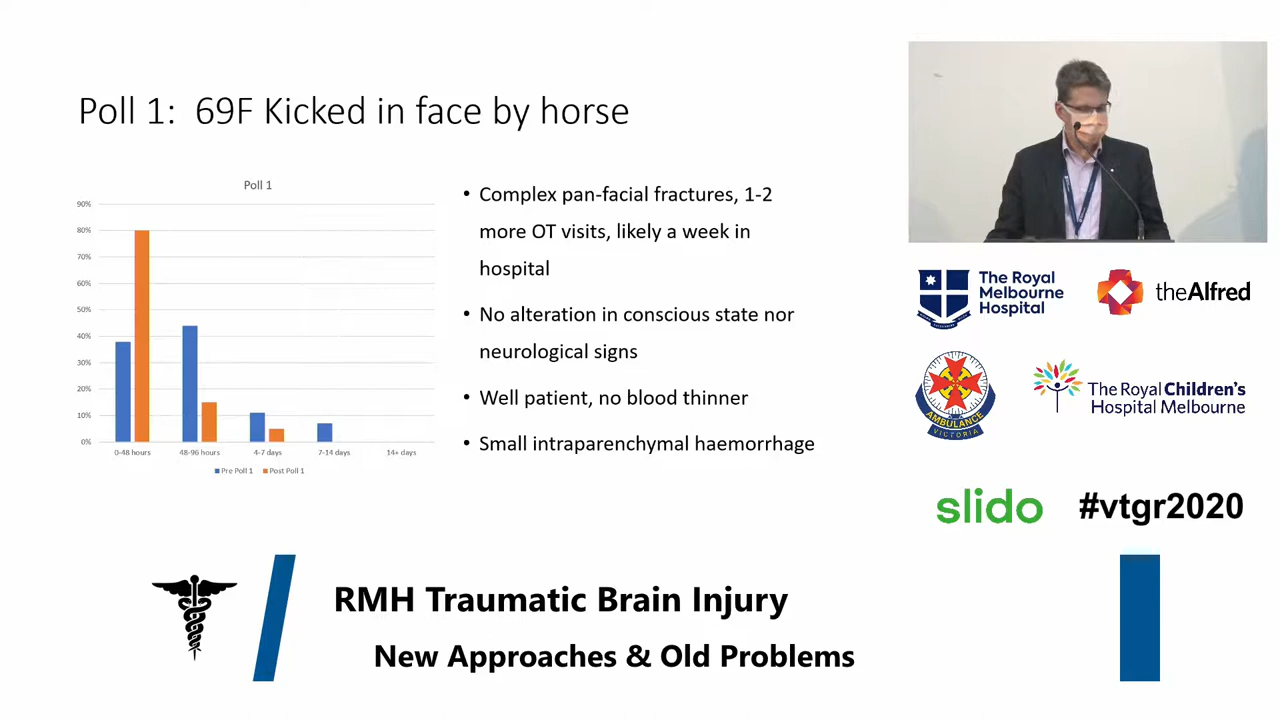 Poll 1: 69F Kicked in face by horse
Poll 1
90%
80%
70%
60%
50%
40%
30%
20%
10%
0%
0-48 hours
48-96 hours
4-7 days
7-14 days
14+ days
Pre Poll 1
Post Poll 1
• Complex pan-facial fractures, 1-2
more OT visits, likely a week in
hospital
• No alteration in conscious state nor
neurological signs
• Well patient, no blood thinner
• Small intraparenchymal haemorrhage
The Royal
Melbourne
Hospital
theAlfred
AMBULANCE
VICTORIA
The Royal Children's
Hospital Melbourne
slido
#vtgr2020
RMH Traumatic Brain Injury
New Approaches & Old Problems